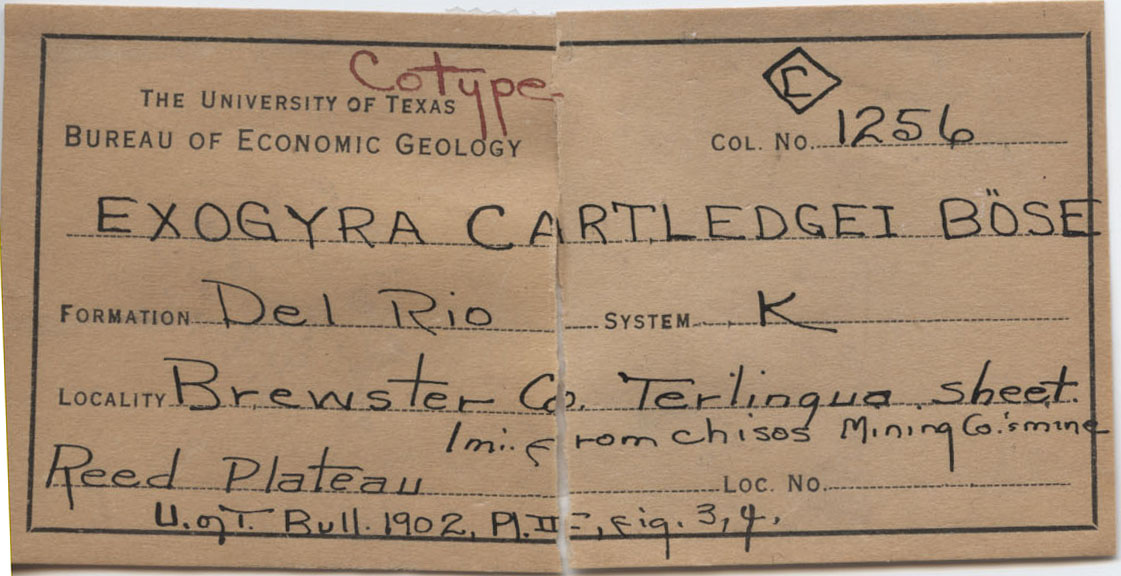 Cotype
THE UNIVERSITY OF TEXAS
BUREAU OF ECONOMIC GEOLOGY
C
COL. NO. 1256
EXOGYRA CARTLEDGEI BÖSE
FORMATION Del Rio SYSTEM K
LOCALITY Brewster Co. Terlingua sheet.
1 mi. from Chisos Mining Co.'s mine
Reed Plateau LOC. NO.
U. of T. Bull. 1902, Pl. II, fig. 3, 4.